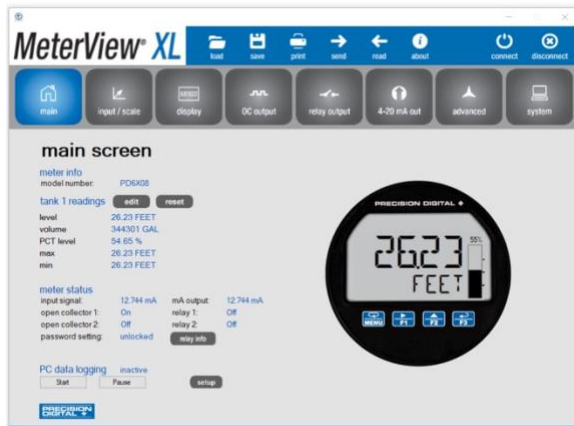 MeterView® XL
load save print send read about connect disconnect
main input / scale display OC output relay output 4-20 mA out advanced system
main screen
meter info
model number: PD6X08
tank 1 readings edit reset
level 26.23 FEET
volume 344301 GAL
PCT level 54.65 %
max 26.23 FEET
min 26.23 FEET
meter status
input signal: 12.744 mA mA output: 12.744 mA
open collector 1: On relay 1: Off
open collector 2: Off relay 2: Off
password setting: unlocked relay info
PC data logging inactive
Start Pause setup
PRECISION
DIGITAL
PRECISION DIGITAL
26.23
55%
FEET
MENU F1 F2 F3